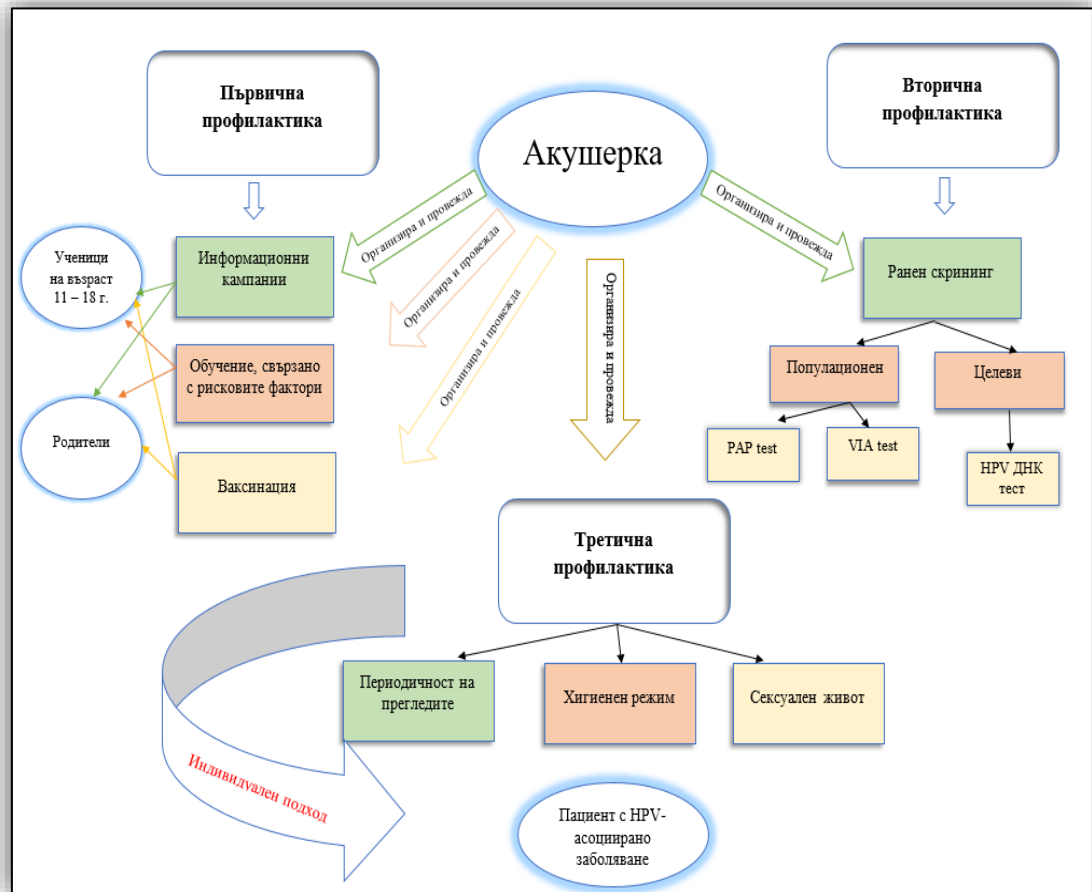 Първична
профилактика
Акушерка
Вторична
профилактика
Организира и провежда
Организира и провежда
Организира и провежда
Организира и провежда
Организира и провежда
Ученици
на възраст
11 – 18 г.
Информационни
кампании
Ранен скрининг
Обучение, свързано
с рисковите фактори
Популационен
Целеви
Родители
Ваксинация
PAP test
VIA test
HPV ДНК
тест
Третична
профилактика
Периодичност на
прегледите
Хигиенен режим
Сексуален живот
Индивидуален подход
Пациент с HPV-
асоциирано
заболяване